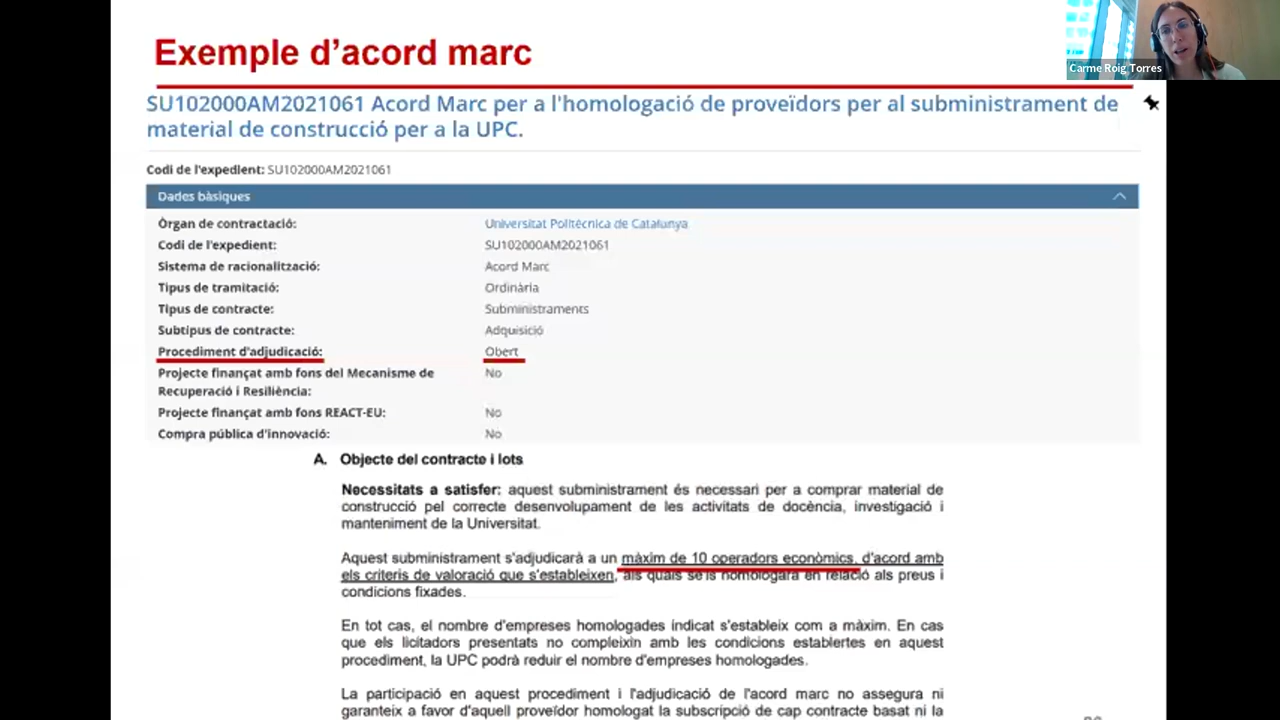 Exemple d'acord marc
Carme Roig Torres
SU102000AM2021061 Acord Marc per a l'homologació de proveïdors per al subministrament de
material de construcció per a la UPC.
Codi de l'expedient: SU102000AM2021061
Dades bàsiques
Òrgan de contractació: Universitat Politècnica de Catalunya
Codi de l'expedient: SU102000AM2021061
Sistema de racionalització: Acord Marc
Tipus de tramitació: Ordinària
Tipus de contracte: Subministraments
Subtipus de contracte: Adquisició
Procediment d'adjudicació: Obert
Projecte finançat amb fons del Mecanisme de No
Recuperació i Resiliència:
Projecte finançat amb fons REACT-EU: No
Compra pública d'innovació: No
A. Objecte del contracte i lots
Necessitats a satisfer: aquest subministrament és necessari per a comprar material de
construcció pel correcte desenvolupament de les activitats de docència, investigació i
manteniment de la Universitat.
Aquest subministrament s'adjudicarà a un màxim de 10 operadors econòmics, d'acord amb
els criteris de valoració que s'estableixen, als quals se'ls homologarà en relació als preus i
condicions fixades.
En tot cas, el nombre d'empreses homologades indicat s'estableix com a màxim. En cas
que els licitadors presentats no compleixin amb les condicions establertes en aquest
procediment, la UPC podrà reduir el nombre d'empreses homologades.
La participació en aquest procediment i l'adjudicació de l'acord marc no assegura ni
garanteix a favor d'aquell proveïdor homologat la subscripció de cap contracte basat ni la